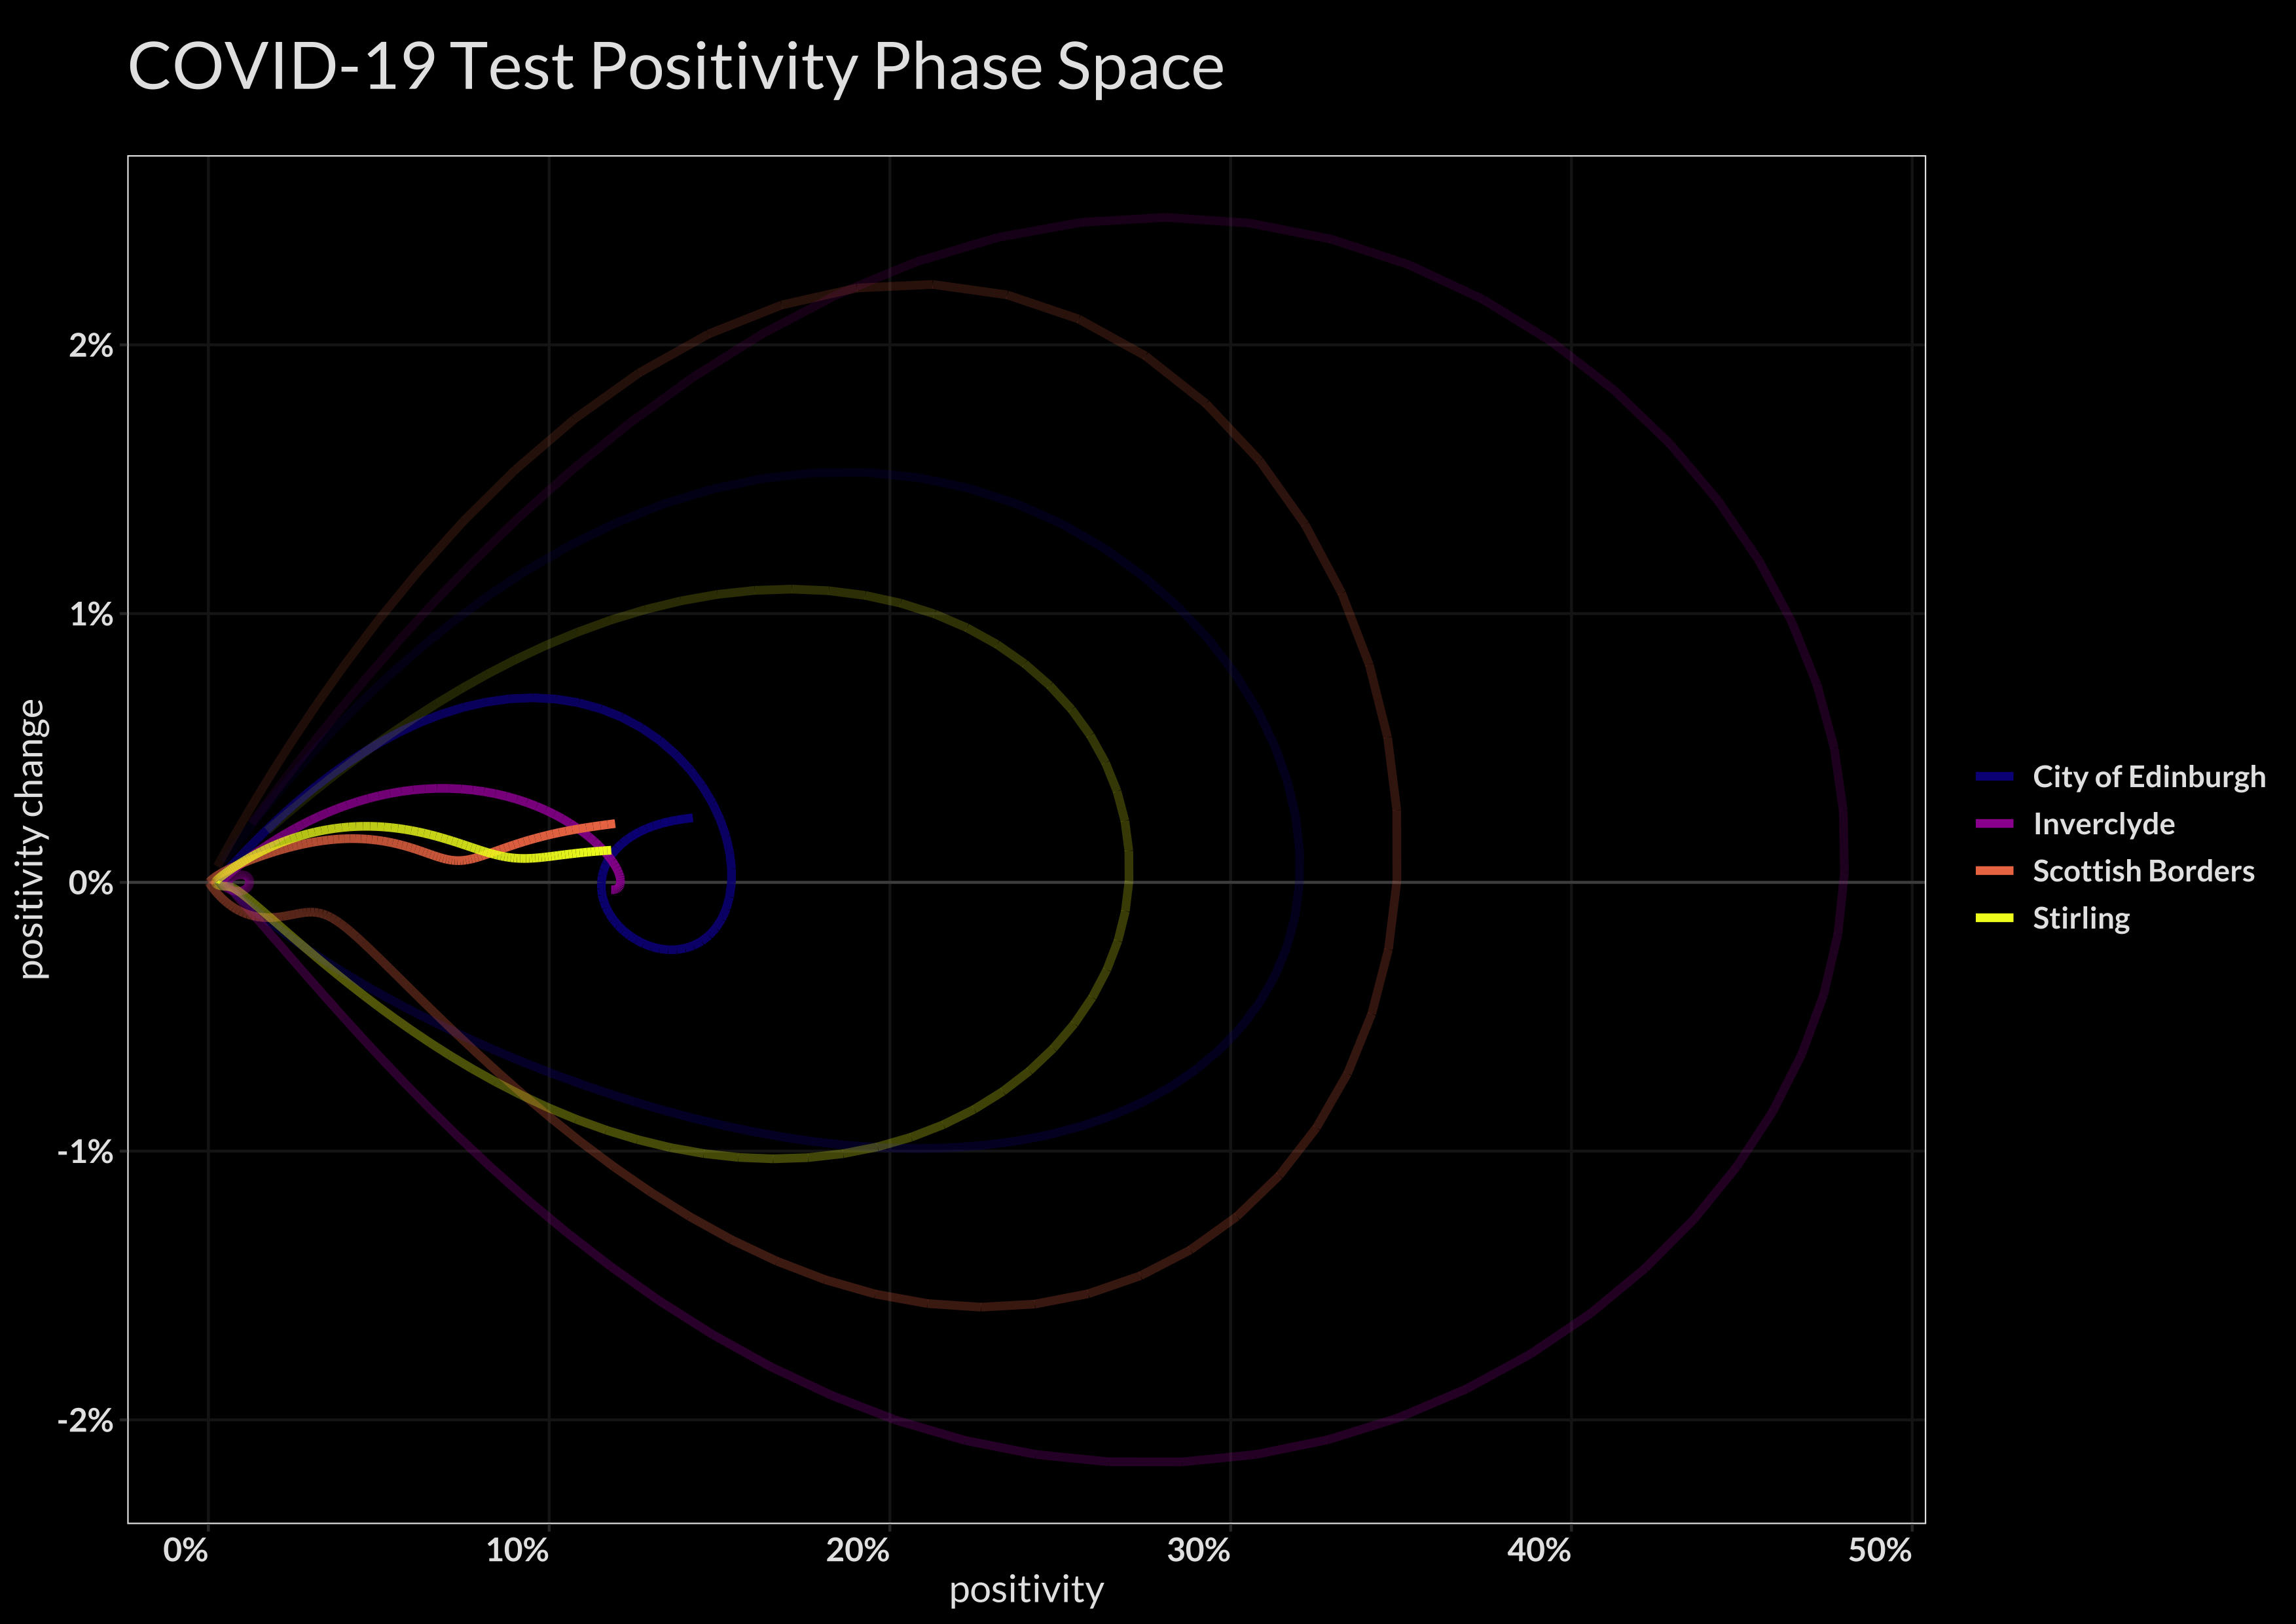 COVID-19 Test Positivity Phase Space
positivity change
2%
1%
0%
-1%
-2%
0%
10%
20%
30%
40%
50%
positivity
City of Edinburgh
Inverclyde
Scottish Borders
Stirling